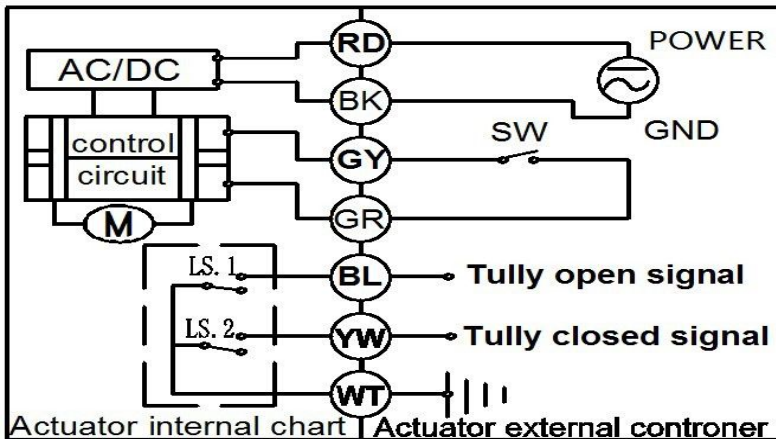 RD
POWER
AC/DC
BK
GND
control
circuit
GY
SW
M
GR
LS. 1
BL
Tully open signal
LS. 2
YW
Tully closed signal
WT
Actuator internal chart
Actuator external controner